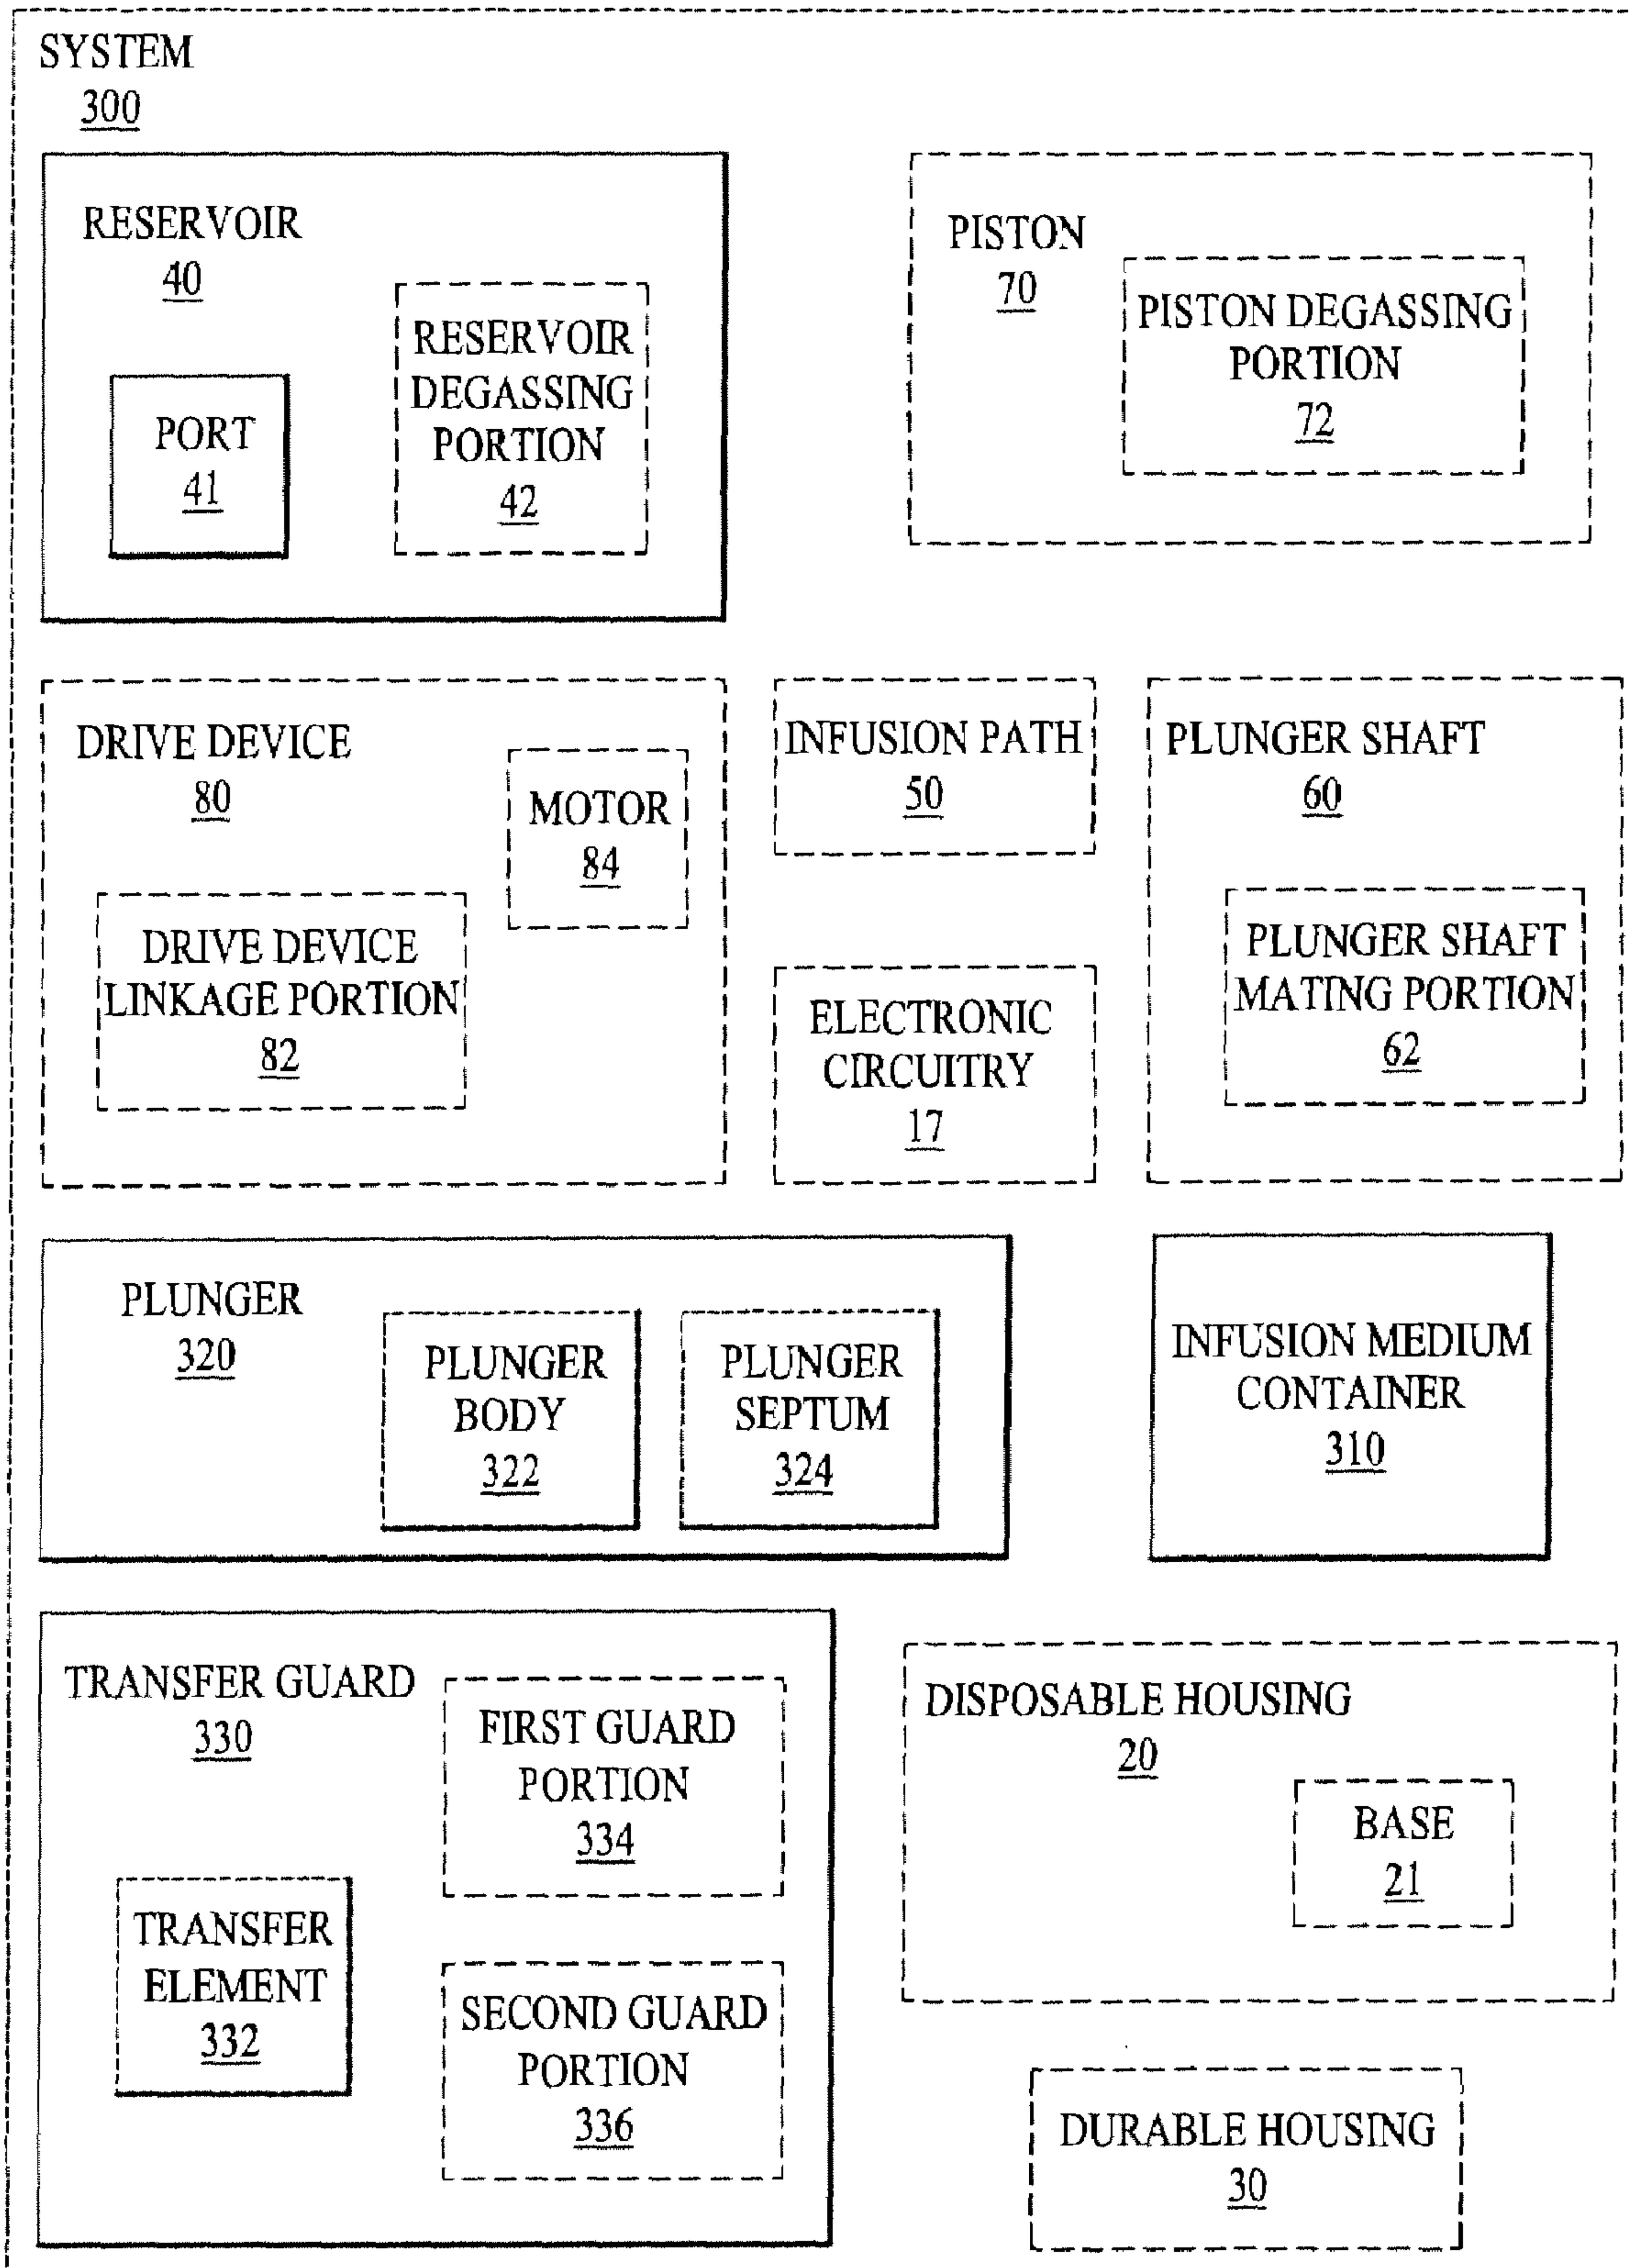 SYSTEM
300
RESERVOIR
40
PORT
41
RESERVOIR
DEGASSING
PORTION
42
PISTON
70
PISTON DEGASSING
PORTION
72
DRIVE DEVICE
80
MOTOR
84
DRIVE DEVICE
LINKAGE PORTION
82
INFUSION PATH
50
ELECTRONIC
CIRCUITRY
17
PLUNGER SHAFT
60
PLUNGER SHAFT
MATING PORTION
62
PLUNGER
320
PLUNGER
BODY
322
PLUNGER
SEPTUM
324
INFUSION MEDIUM
CONTAINER
310
TRANSFER GUARD
330
FIRST GUARD
PORTION
334
TRANSFER
ELEMENT
332
SECOND GUARD
PORTION
336
DISPOSABLE HOUSING
20
BASE
21
DURABLE HOUSING
30